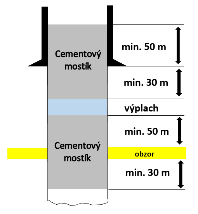 Cementový
mostík
min. 50 m
min. 30 m
výplach
Cementový
mostík
min. 50 m
obzor
min. 30 m